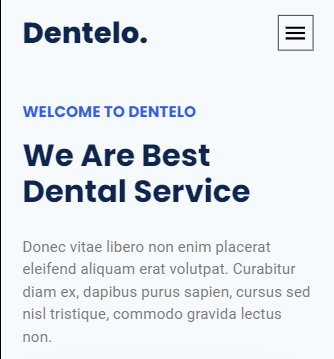 Dentelo.
WELCOME TO DENTELO
We Are Best
Dental Service
Donec vitae libero non enim placerat
eleifend aliquam erat volutpat. Curabitur
diam ex, dapibus purus sapien, cursus sed
nisl tristique, commodo gravida lectus
non.